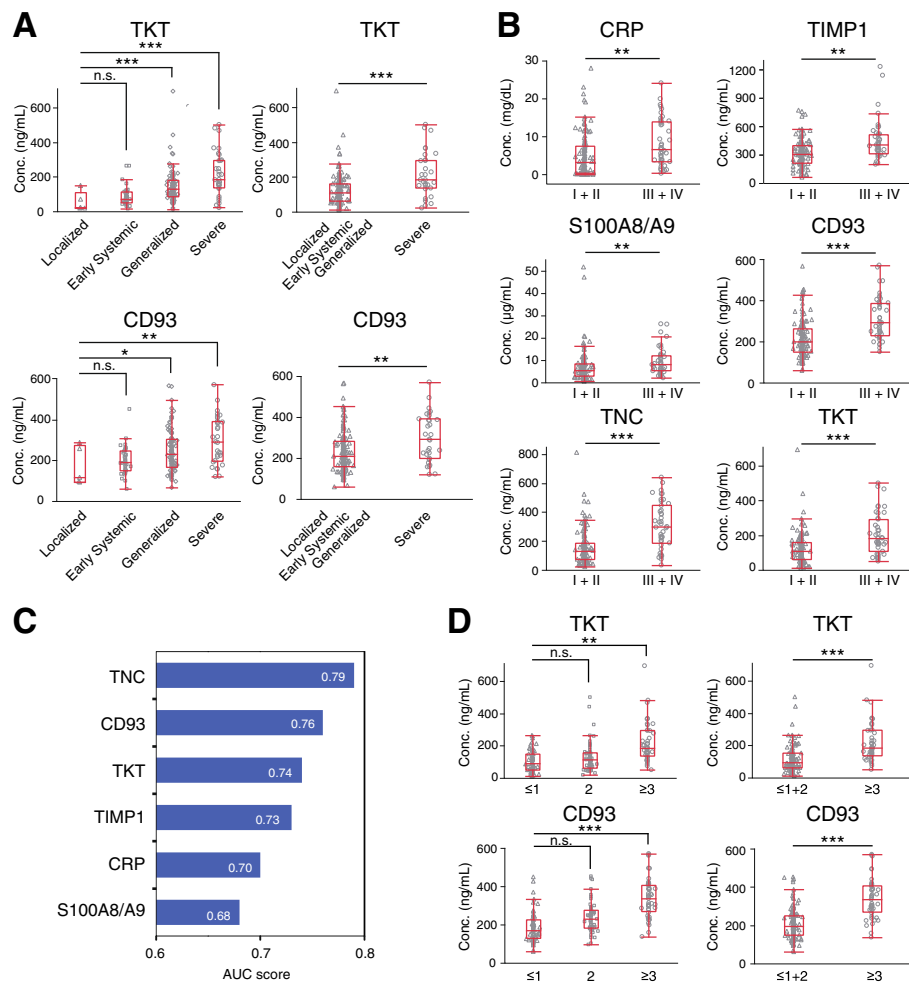 A
TKT
***
***
n.s.
Conc. (ng/mL)
600
400
200
0
Localized
Early Systemic
Generalized
Severe
TKT
***
Conc. (ng/mL)
600
400
200
0
Localized
Early Systemic
Generalized
Severe
CD93
**
*
n.s.
Conc. (ng/mL)
600
400
200
0
Localized
Early Systemic
Generalized
Severe
CD93
**
Conc. (ng/mL)
600
400
200
0
Localized
Early Systemic
Generalized
Severe
B
CRP
**
Conc. (mg/dL)
30
20
10
0
I + II
III + IV
TIMP1
**
Conc. (ng/mL)
1200
900
600
300
0
I + II
III + IV
S100A8/A9
**
Conc. (µg/mL)
50
40
30
20
10
0
I + II
III + IV
CD93
***
Conc. (ng/mL)
600
400
200
0
I + II
III + IV
TNC
***
Conc. (ng/mL)
800
600
400
200
0
I + II
III + IV
TKT
***
Conc. (ng/mL)
600
400
200
0
I + II
III + IV
C
TNC
0.79
CD93
0.76
TKT
0.74
TIMP1
0.73
CRP
0.70
S100A8/A9
0.68
0.6
0.7
0.8
AUC score
D
TKT
**
n.s.
Conc. (ng/mL)
600
400
200
0
≤1
2
≥3
TKT
***
Conc. (ng/mL)
600
400
200
0
≤1+2
≥3
CD93
***
n.s.
Conc. (ng/mL)
600
400
200
0
≤1
2
≥3
CD93
***
Conc. (ng/mL)
600
400
200
0
≤1+2
≥3